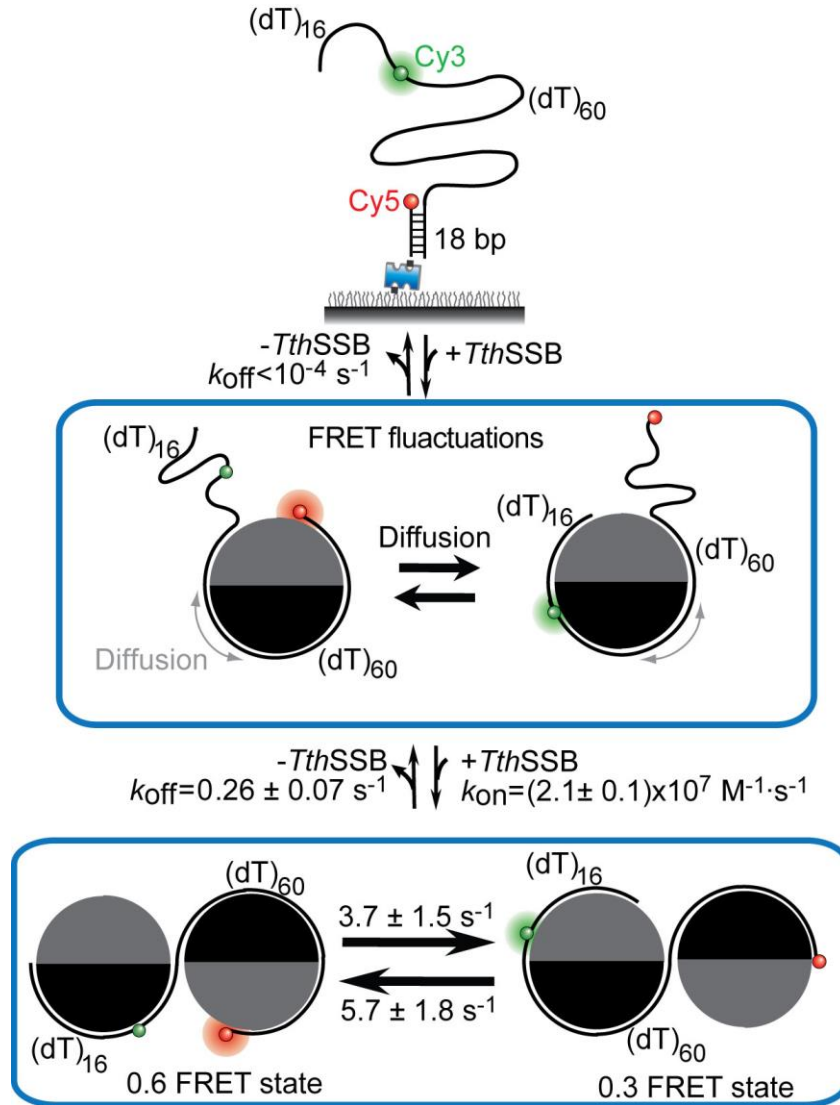 (dT)16
Cy3
(dT)60
Cy5
18 bp
-TthSSB
koff<10-4 s-1
+TthSSB
FRET fluactuations
(dT)16
Diffusion
(dT)60
Diffusion
(dT)16
(dT)60
-TthSSB
koff=0.26 ± 0.07 s-1
+TthSSB
kon=(2.1± 0.1)x107 M-1·s-1
(dT)60
(dT)16
0.6 FRET state
3.7 ± 1.5 s-1
5.7 ± 1.8 s-1
(dT)16
(dT)60
0.3 FRET state